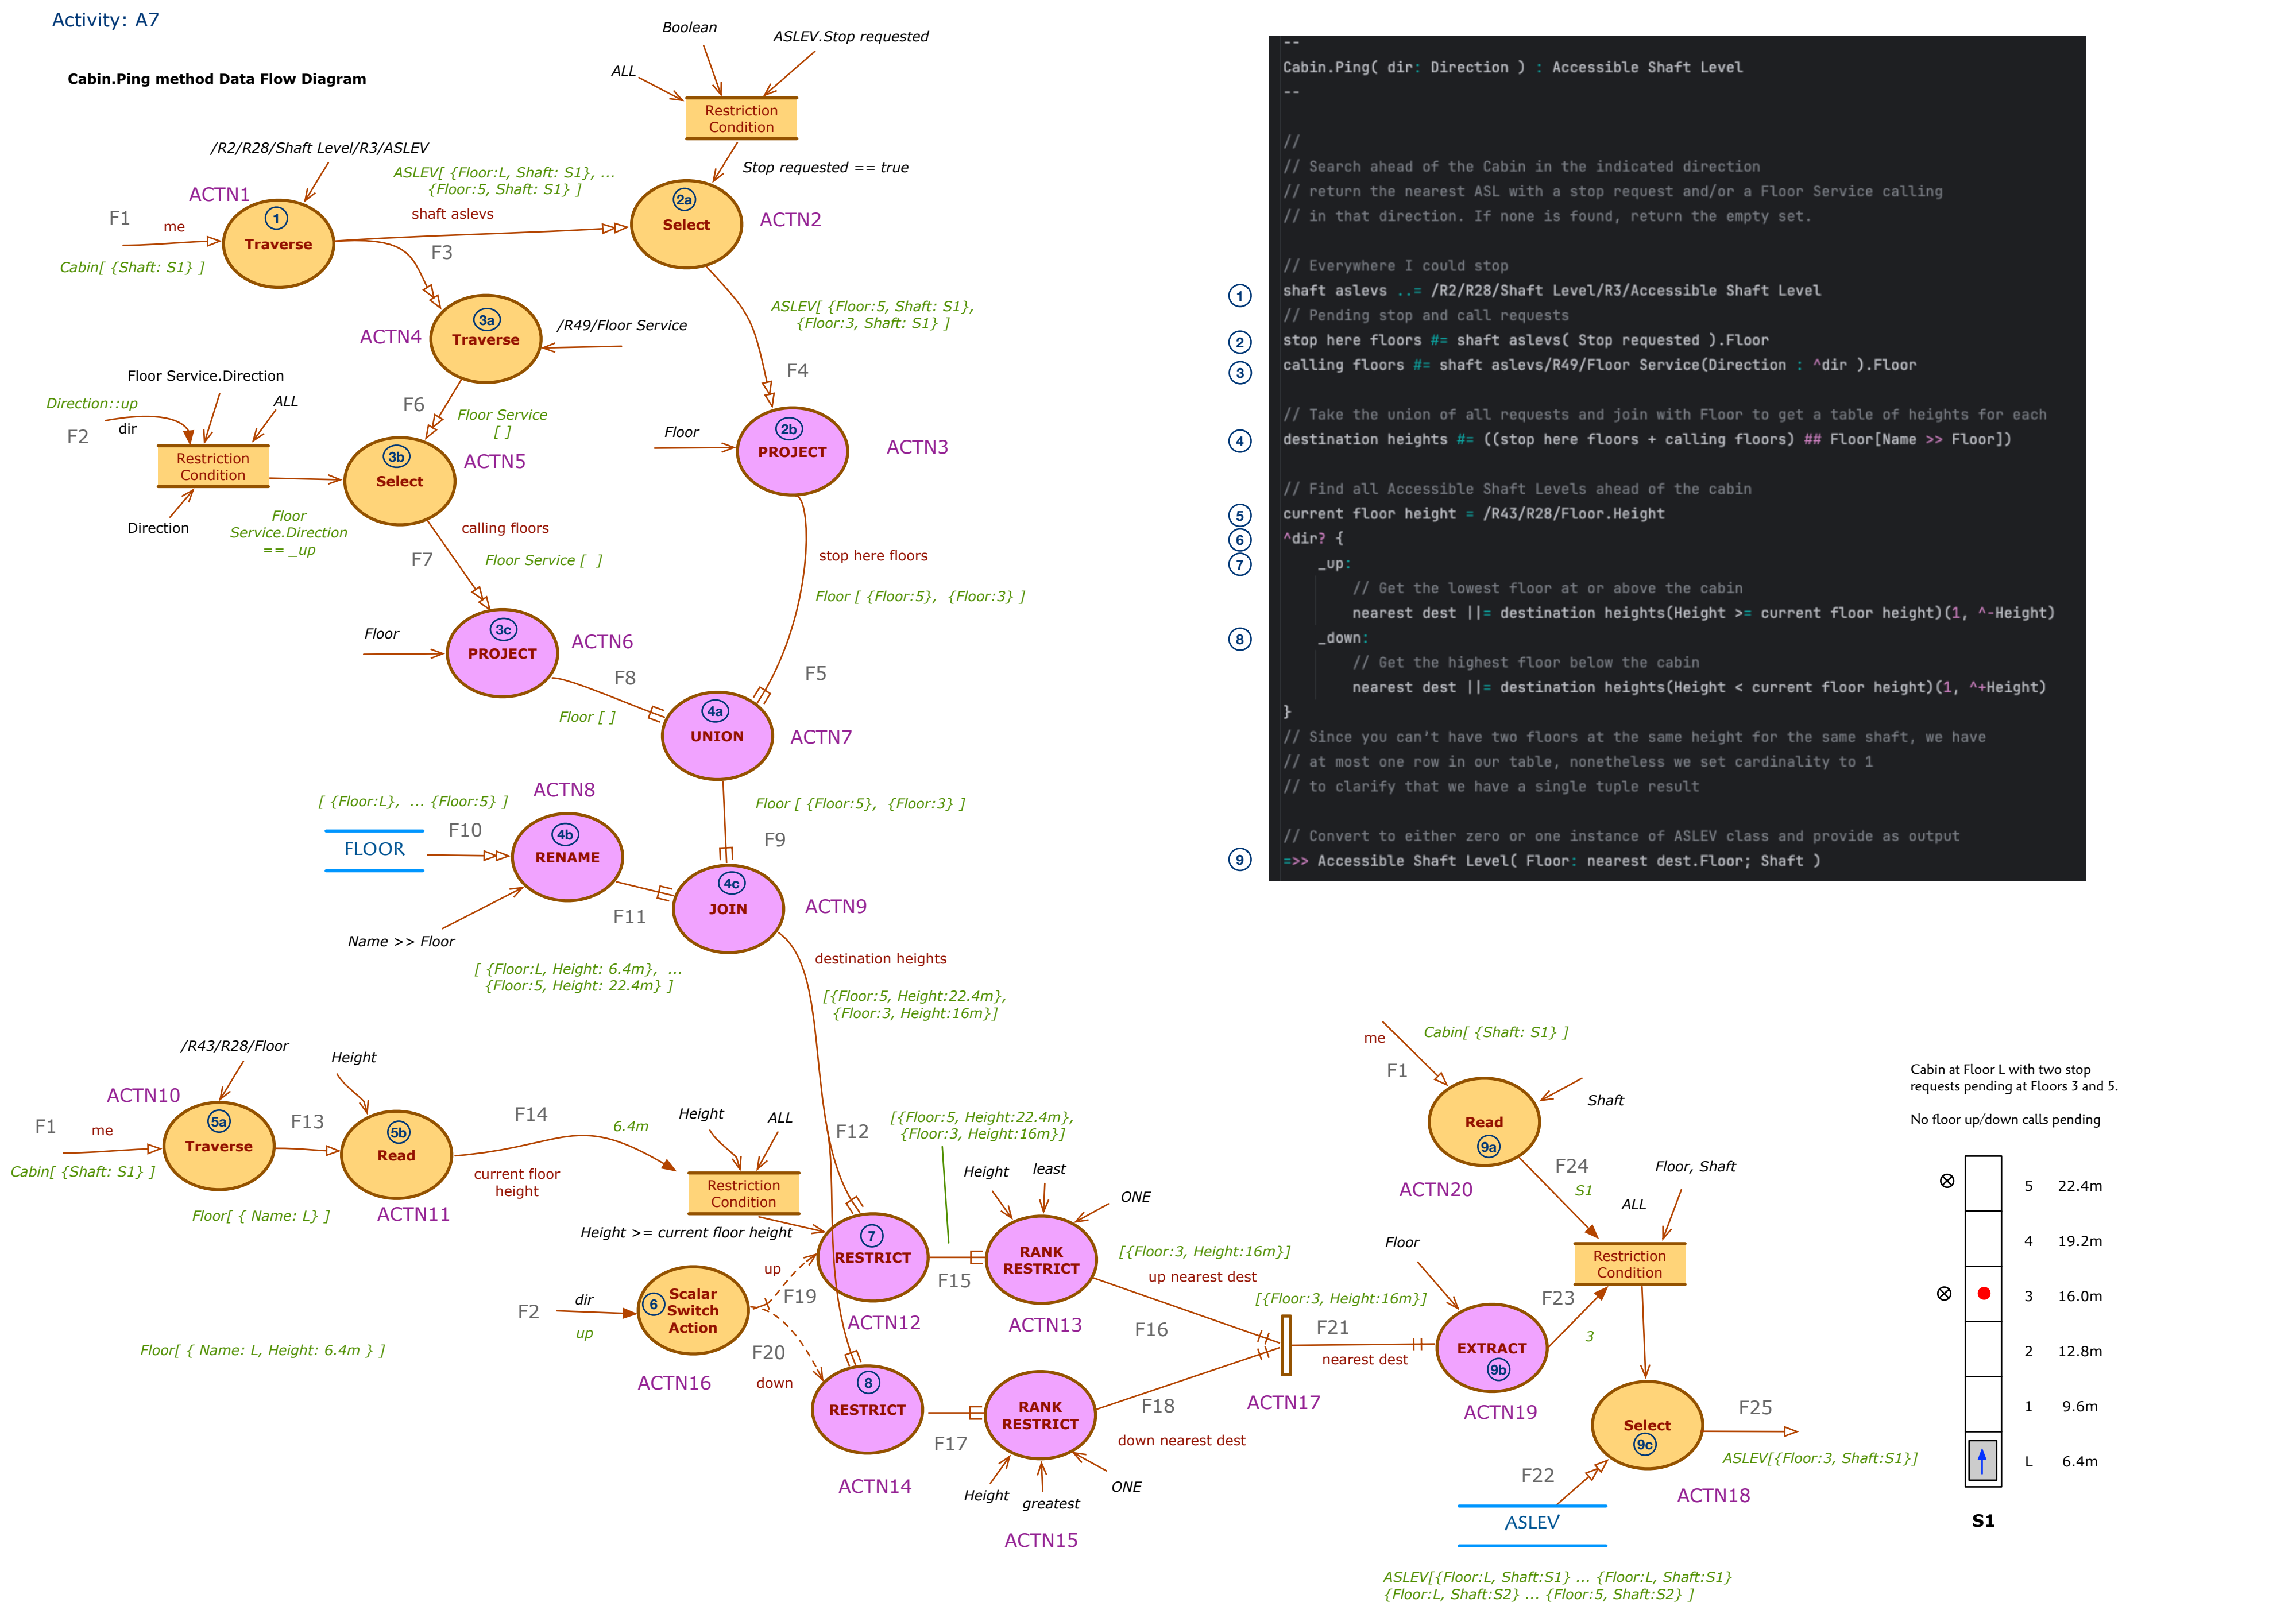 Activity: A7
Cabin.Ping method Data Flow Diagram
Boolean
ASLEV.Stop requested
ALL
Restriction
Condition
Stop requested == true
/R2/R28/Shaft Level/R3/ASLEV
ACTN1
ASLEV[ {Floor:L, Shaft: S1}, ...
{Floor:5, Shaft: S1} ]
shaft aslevs
F1
me
1
Traverse
Cabin[ {Shaft: S1} ]
F3
2a
Select
ACTN2
ASLEV[ {Floor:5, Shaft: S1},
{Floor:3, Shaft: S1} ]
ACTN4
3a
Traverse
/R49/Floor Service
F4
Floor Service.Direction
ALL
Direction::up
dir
F2
Restriction
Condition
Direction
F6
Floor Service
[ ]
3b
Select
ACTN5
Floor
Service.Direction
== _up
Floor
2b
PROJECT
ACTN3
calling floors
F7
Floor Service [ ]
stop here floors
Floor [ {Floor:5}, {Floor:3} ]
Floor
3c
PROJECT
ACTN6
F8
Floor [ ]
F5
4a
UNION
ACTN7
Floor [ {Floor:5}, {Floor:3} ]
F9
[ {Floor:L}, ... {Floor:5} ]
ACTN8
FLOOR
F10
4b
RENAME
Name >> Floor
F11
4c
JOIN
ACTN9
[ {Floor:L, Height: 6.4m}, ...
{Floor:5, Height: 22.4m} ]
destination heights
[{Floor:5, Height:22.4m},
{Floor:3, Height:16m}]
/R43/R28/Floor
Height
ACTN10
F1
me
5a
Traverse
Cabin[ {Shaft: S1} ]
F13
5b
Read
Floor[ { Name: L} ]
ACTN11
F14
6.4m
current floor
height
Height
ALL
Restriction
Condition
Height >= current floor height
F12
[{Floor:5, Height:22.4m},
{Floor:3, Height:16m}]
7
RESTRICT
ACTN12
F15
Height
least
ONE
RANK
RESTRICT
ACTN13
[{Floor:3, Height:16m}]
up nearest dest
F16
F2
dir
up
6
Scalar
Switch
Action
ACTN16
up
F19
F20
down
Floor[ { Name: L, Height: 6.4m } ]
8
RESTRICT
ACTN14
F17
RANK
RESTRICT
Height
greatest
ONE
ACTN15
F18
down nearest dest
[{Floor:3, Height:16m}]
F21
nearest dest
ACTN17
Floor
EXTRACT
9b
ACTN19
F23
3
me
Cabin[ {Shaft: S1} ]
F1
Read
9a
Shaft
ACTN20
F24
S1
Floor, Shaft
ALL
Restriction
Condition
Select
9c
F25
ASLEV[{Floor:3, Shaft:S1}]
ACTN18
F22
ASLEV
ASLEV[{Floor:L, Shaft:S1} ... {Floor:L, Shaft:S1}
{Floor:L, Shaft:S2} ... {Floor:5, Shaft:S2} ]
--
Cabin.Ping( dir: Direction ) : Accessible Shaft Level
--
//
// Search ahead of the Cabin in the indicated direction
// return the nearest ASL with a stop request and/or a Floor Service calling
// in that direction. If none is found, return the empty set.
// Everywhere I could stop
1 shaft aslevs ..= /R2/R28/Shaft Level/R3/Accessible Shaft Level
// Pending stop and call requests
2 stop here floors #= shaft aslevs( Stop requested ).Floor
3 calling floors #= shaft aslevs/R49/Floor Service(Direction : ^dir ).Floor
// Take the union of all requests and join with Floor to get a table of heights for each
4 destination heights #= ((stop here floors + calling floors) ## Floor[Name >> Floor])
// Find all Accessible Shaft Levels ahead of the cabin
5 current floor height = /R43/R28/Floor.Height
6 ^dir? {
7 _up:
// Get the lowest floor at or above the cabin
nearest dest ||= destination heights(Height >= current floor height)(1, ^-Height)
8 _down:
// Get the highest floor below the cabin
nearest dest ||= destination heights(Height < current floor height)(1, ^+Height)
}
// Since you can't have two floors at the same height for the same shaft, we have
// at most one row in our table, nonetheless we set cardinality to 1
// to clarify that we have a single tuple result
// Convert to either zero or one instance of ASLEV class and provide as output
9 =>> Accessible Shaft Level( Floor: nearest dest.Floor; Shaft )
Cabin at Floor L with two stop
requests pending at Floors 3 and 5.
No floor up/down calls pending
5 22.4m
4 19.2m
3 16.0m
2 12.8m
1 9.6m
L 6.4m
S1